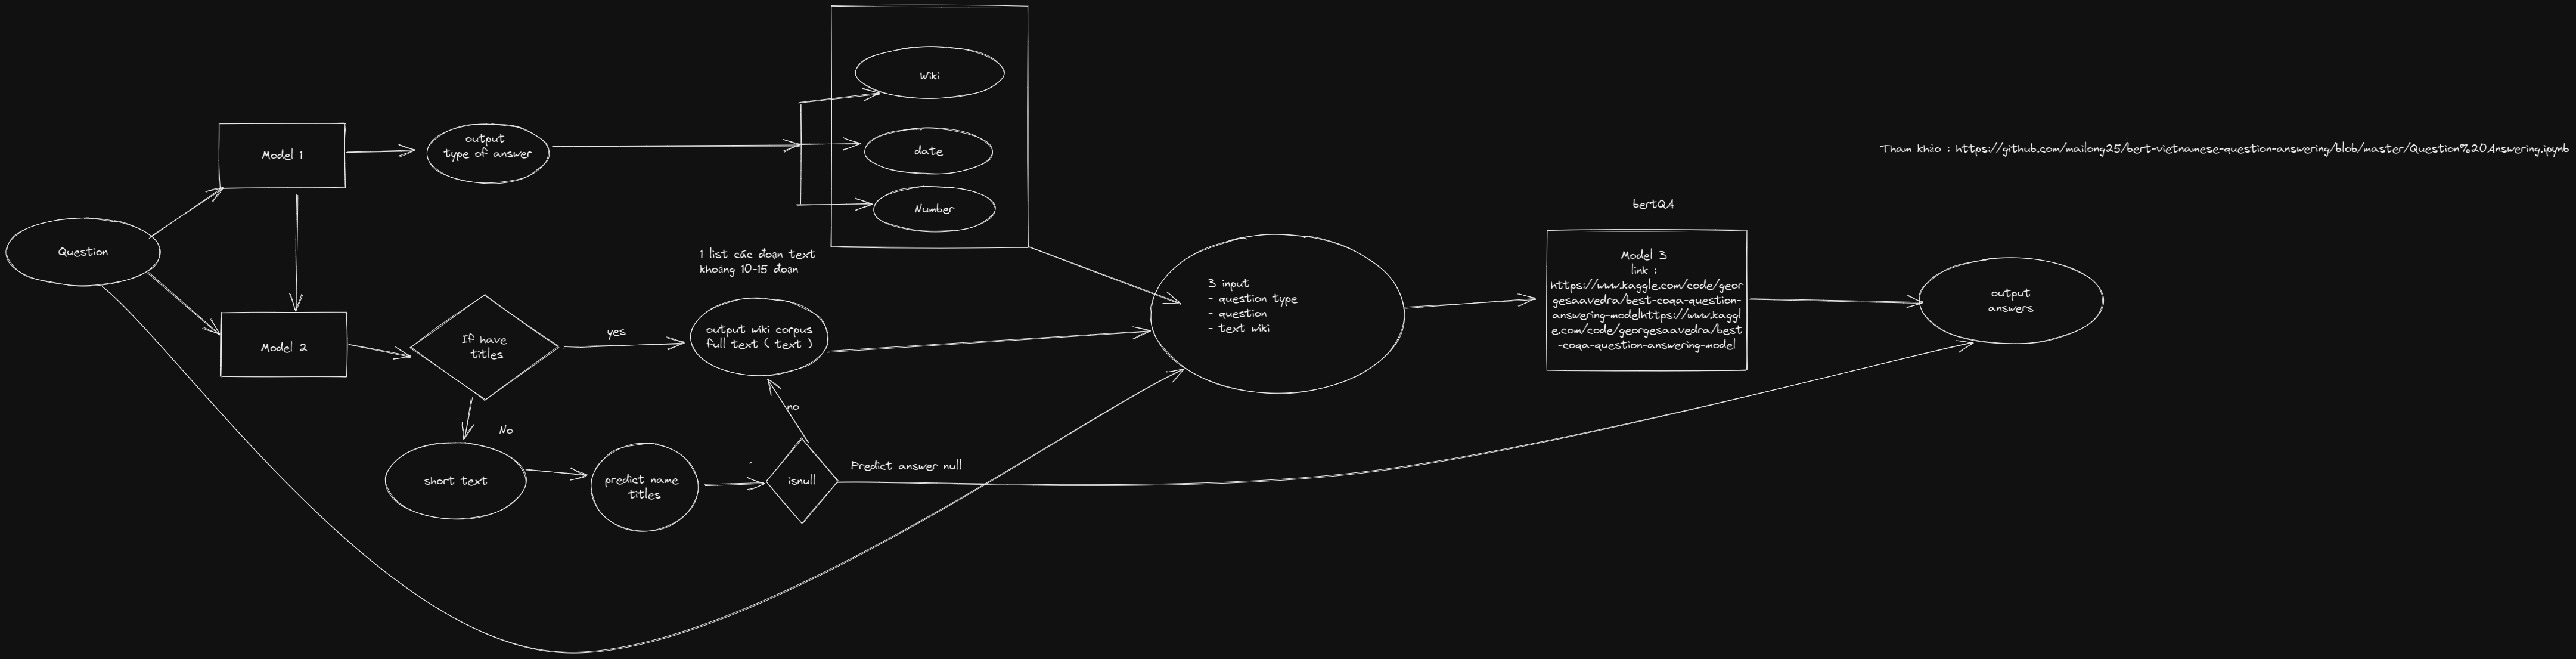 Wiki
Model 1
output
type of answer
date
Tham khảo : https://github.com/mailong25/bert-vietnamese-question-answering/blob/master/Question%20Answering.ipynb
Number
bertQA
Question
1 list các đoạn text
khoảng 10-15 đoạn
3 input
- question type
- question
- text wiki
Model 3
link :
https://www.kaggle.com/code/geor
gesaavedra/best-coqa-question-
answering-modelhttps://www.kaggl
e.com/code/georgesaavedra/best
-coqa-question-answering-model
output
answers
Model 2
If have
titles
yes
output wiki corpus
full text ( text )
no
No
short text
predict name
titles
isnull
Predict answer null